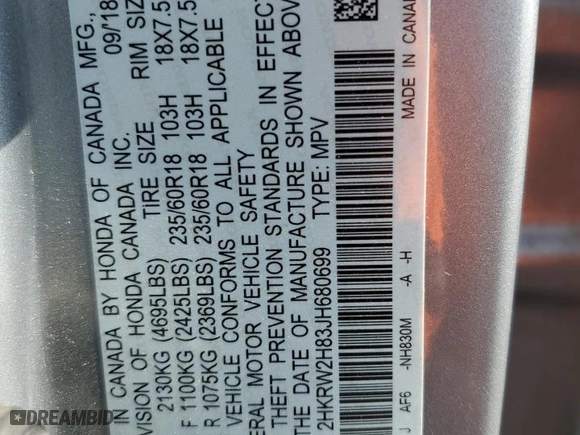 IN CANADA BY HONDA OF CANADA MFG., 09/18
VISION OF HONDA CANADA INC.
TIRE SIZE RIM SIZE
2130KG (4695LBS)
F 1100KG (2425LBS) 235/60R18 103H 18X7.5
R 1075KG (2369LBS) 235/60R18 103H 18X7.5
VEHICLE CONFORMS TO ALL APPLICABLE
ERAL MOTOR VEHICLE SAFETY
THEFT PREVENTION STANDARDS IN EFFECT
THE DATE OF MANUFACTURE SHOWN ABOV
2HKRW2H83JH680699 TYPE: MPV
J AF6 -NH830M -A -H MADE IN CANAD
DREAMBID